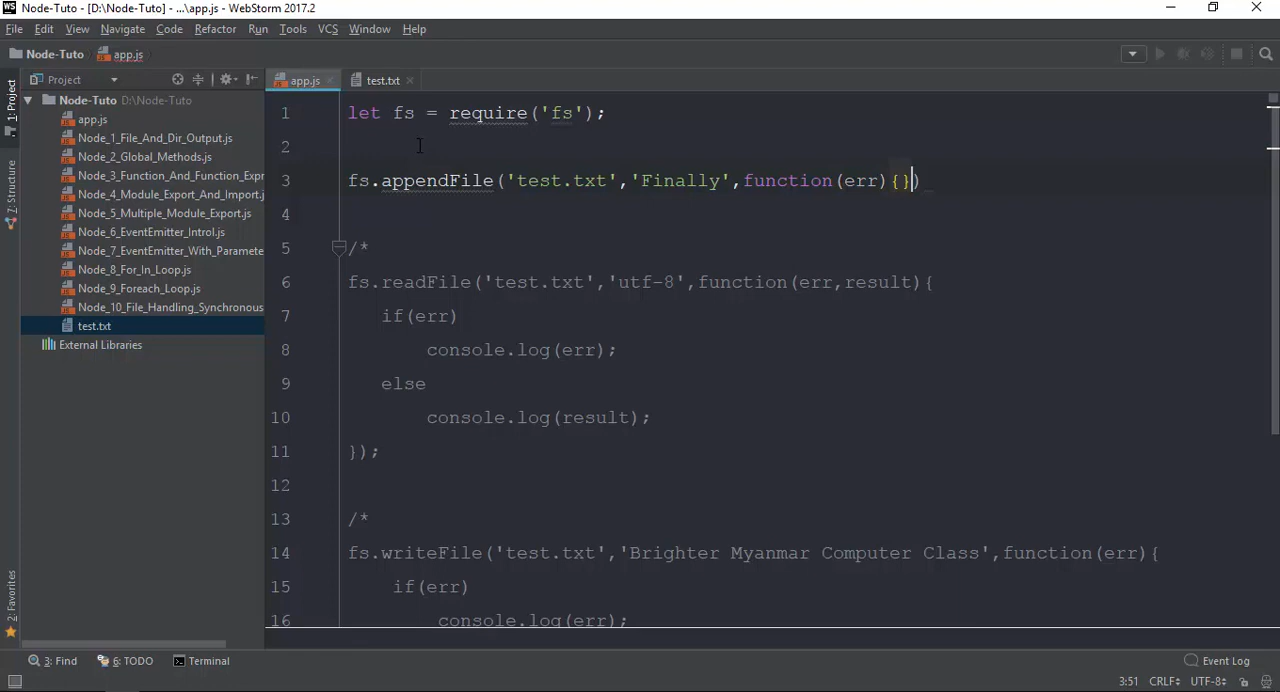 Node-Tuto - [D:\Node-Tuto] - ...\app.js - WebStorm 2017.2
File Edit View Navigate Code Refactor Run Tools VCS Window Help
Node-Tuto app.js
Project
app.js
test.txt
1: Project
7: Structure
2: Favorites
Node-Tuto D:\Node-Tuto
app.js
Node_1_File_And_Dir_Output.js
Node_2_Global_Methods.js
Node_3_Function_And_Function_Expr
Node_4_Module_Export_And_Import.
Node_5_Multiple_Module_Export.js
Node_6_EventEmitter_Introl.js
Node_7_EventEmitter_With_Paramete
Node_8_For_In_Loop.js
Node_9_Foreach_Loop.js
Node_10_File_Handling_Synchronous
test.txt
External Libraries
1 let fs = require('fs');
2
3 fs.appendFile('test.txt','Finally',function(err){})
4
5 /*
6 fs.readFile('test.txt','utf-8',function(err,result){
7 if(err)
8 console.log(err);
9 else
10 console.log(result);
11 });
12
13 /*
14 fs.writeFile('test.txt','Brighter Myanmar Computer Class',function(err){
15 if(err)
16 console.log(err);
3: Find 6: TODO Terminal Event Log
3:51 CRLF UTF-8